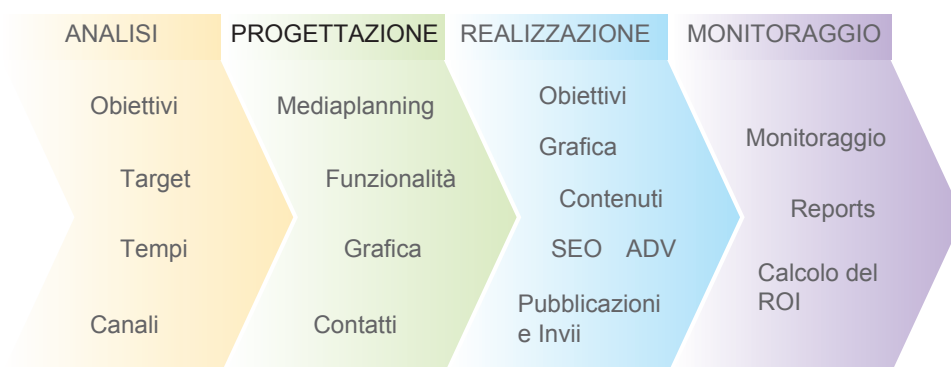 ANALISI
PROGETTAZIONE
REALIZZAZIONE
MONITORAGGIO
Obiettivi
Target
Tempi
Canali
Mediaplanning
Funzionalità
Grafica
Contatti
Obiettivi
Grafica
Contenuti
SEO ADV
Pubblicazioni
e Invii
Monitoraggio
Reports
Calcolo del
ROI